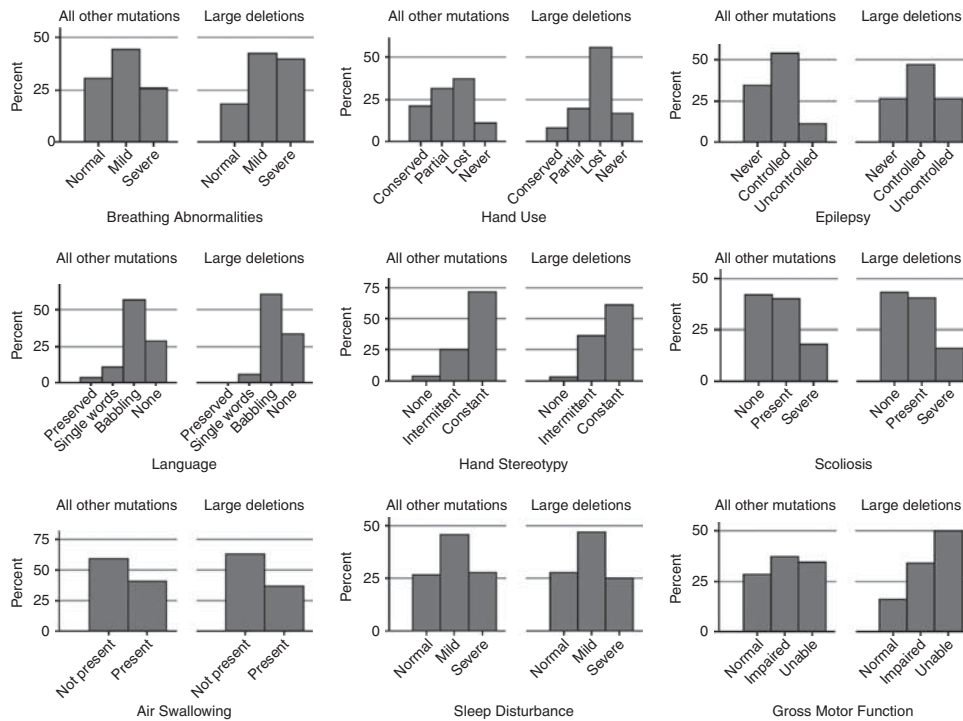 All other mutations Large deletions
Percent
50
25
0
Normal Mild Severe Normal Mild Severe
Breathing Abnormalities
All other mutations Large deletions
Percent
50
25
0
Conserved Partial Lost Never Conserved Partial Lost Never
Hand Use
All other mutations Large deletions
Percent
50
25
0
Never Controlled Uncontrolled Never Controlled Uncontrolled
Epilepsy
All other mutations Large deletions
Percent
50
25
0
Preserved Single words Babbling None Preserved Single words Babbling None
Language
All other mutations Large deletions
Percent
75
50
25
0
None Intermittent Constant None Intermittent Constant
Hand Stereotypy
All other mutations Large deletions
Percent
50
25
0
None Present Severe None Present Severe
Scoliosis
All other mutations Large deletions
Percent
75
50
25
0
Not present Present Not present Present
Air Swallowing
All other mutations Large deletions
Percent
50
25
0
Normal Mild Severe Normal Mild Severe
Sleep Disturbance
All other mutations Large deletions
Percent
50
25
0
Normal Impaired Unable Normal Impaired Unable
Gross Motor Function